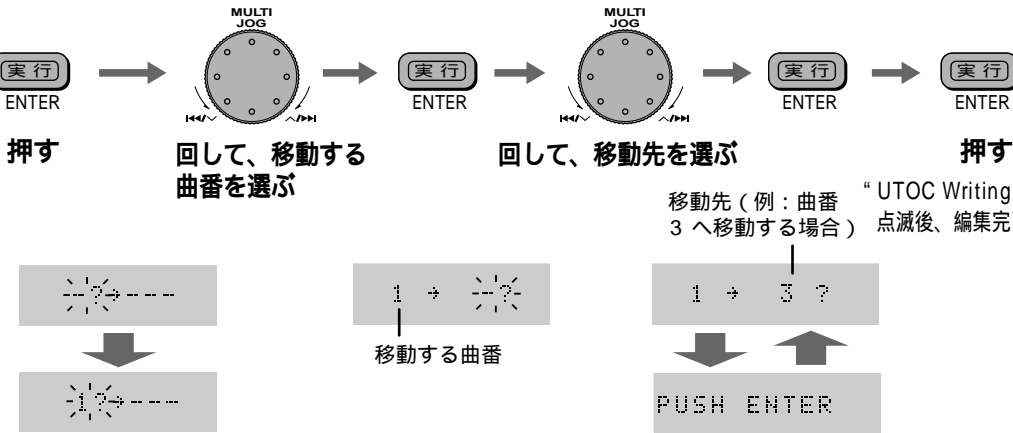 MULTI
JOG
MULTI
JOG
実行
実行
実行
実行
ENTER
ENTER
ENTER
ENTER
押す
回して、移動する
曲番を選ぶ
回して、移動先を選ぶ
押す
移動先(例:曲番
3 へ移動する場合)
“UTOC Writing
点滅後、編集完
--?→---
1 → --?
1 → 3 ?
移動する曲番
1?→---
PUSH ENTER